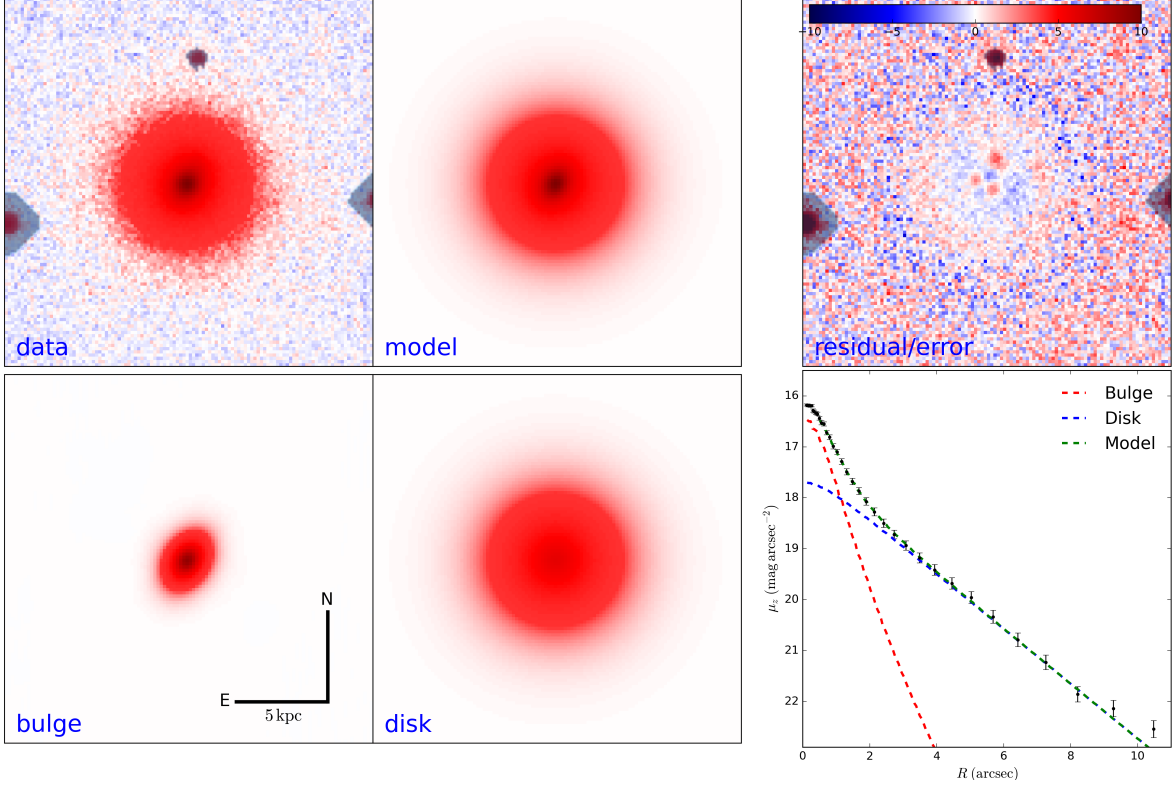 −10 −5 0 5 10
data
model
residual/error
N
E
5 kpc
bulge
disk
Bulge
Disk
Model
16
17
18
19
20
21
22
μz (mag arcsec−2)
0 2 4 6 8 10
R (arcsec)